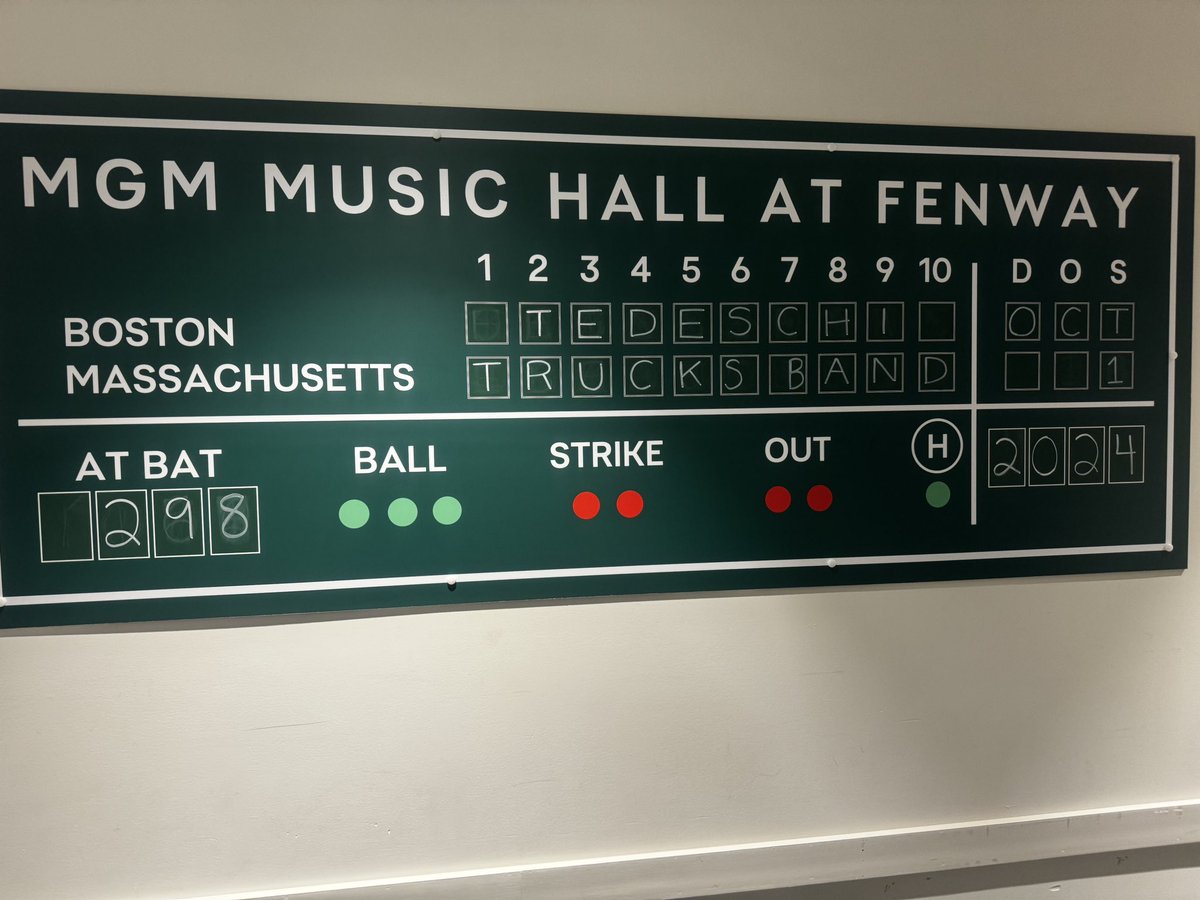 MGM MUSIC HALL AT FENWAY
1 2 3 4 5 6 7 8 9 10 D O S
BOSTON TEDESCHI OCT
MASSACHUSETTS TRUCKS BAND 1
AT BAT BALL STRIKE OUT H
298 2024